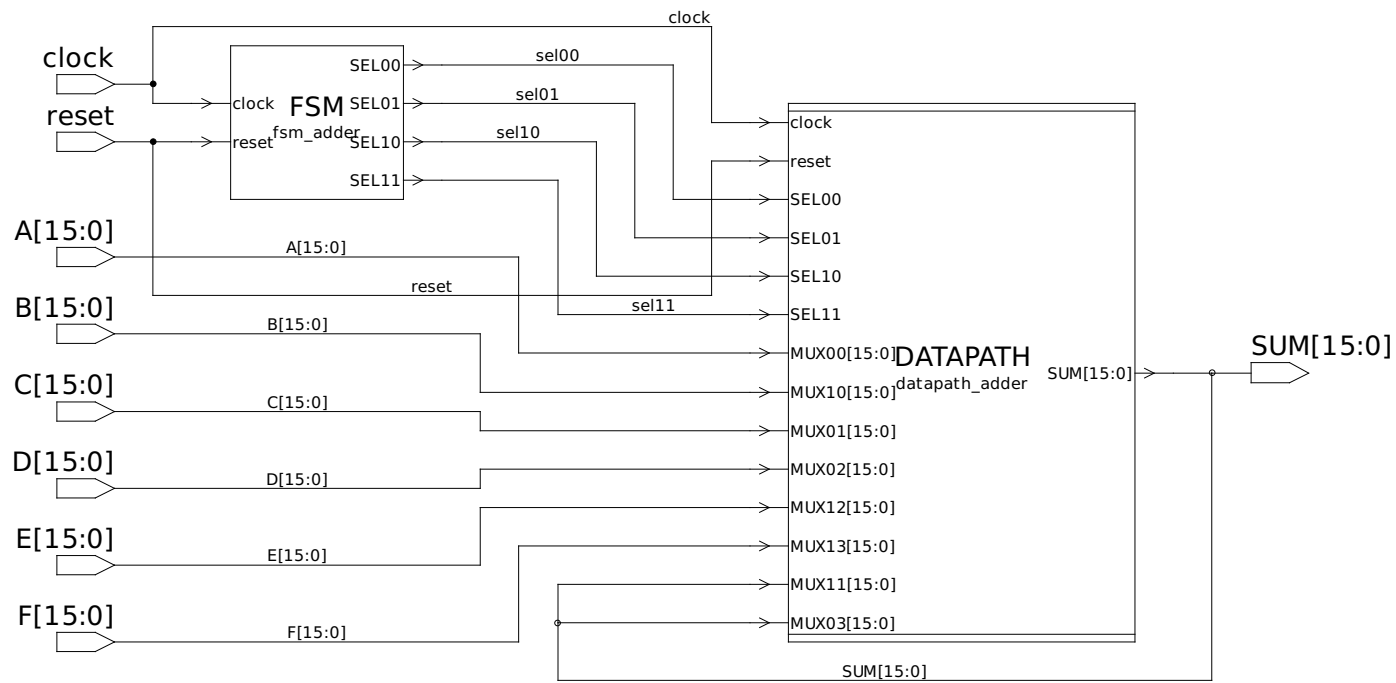 clock
clock
sel00
SEL00
clock
FSM
SEL01
sel01
fsm_adder
reset
reset
SEL10
sel10
SEL11
clock
reset
SEL00
A[15:0]
A[15:0]
SEL01
SEL10
reset
sel11
SEL11
B[15:0]
B[15:0]
MUX00[15:0]
DATAPATH
datapath_adder
SUM[15:0]
SUM[15:0]
C[15:0]
C[15:0]
MUX10[15:0]
MUX01[15:0]
D[15:0]
D[15:0]
MUX02[15:0]
MUX12[15:0]
E[15:0]
E[15:0]
MUX13[15:0]
MUX11[15:0]
F[15:0]
F[15:0]
MUX03[15:0]
SUM[15:0]